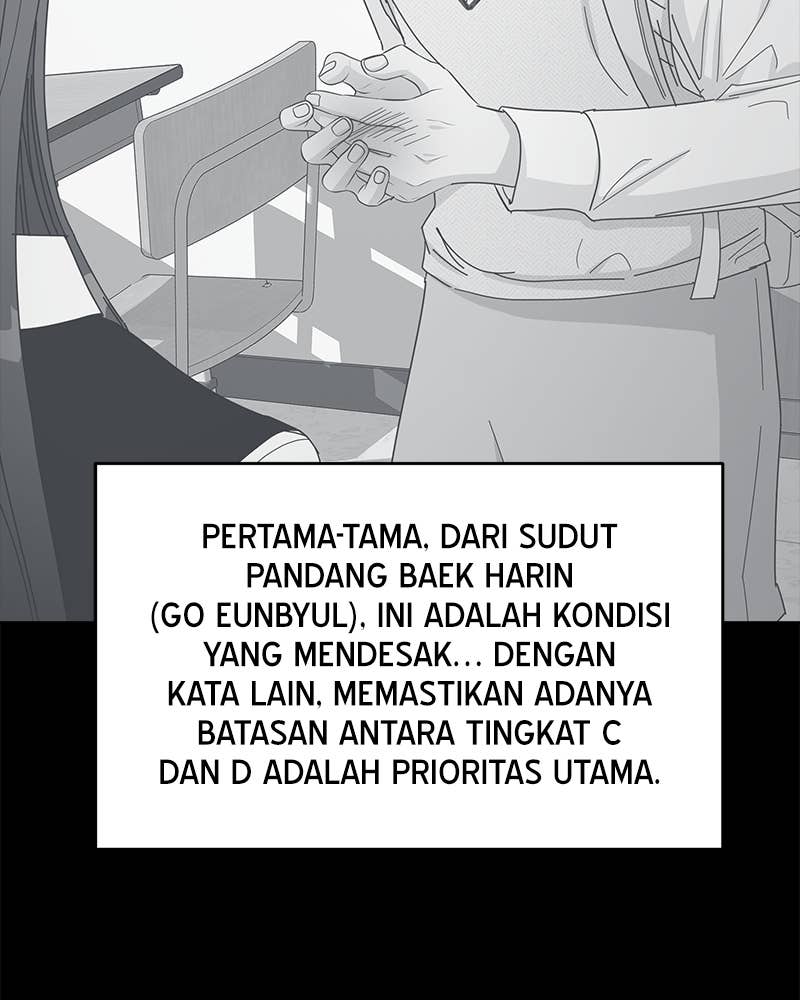 PERTAMA-TAMA, DARI SUDUT
PANDANG BAEK HARIN
(GO EUNBYUL), INI ADALAH KONDISI
YANG MENDESAK... DENGAN
KATA LAIN, MEMASTIKAN ADANYA
BATASAN ANTARA TINGKAT C
DAN D ADALAH PRIORITAS UTAMA.